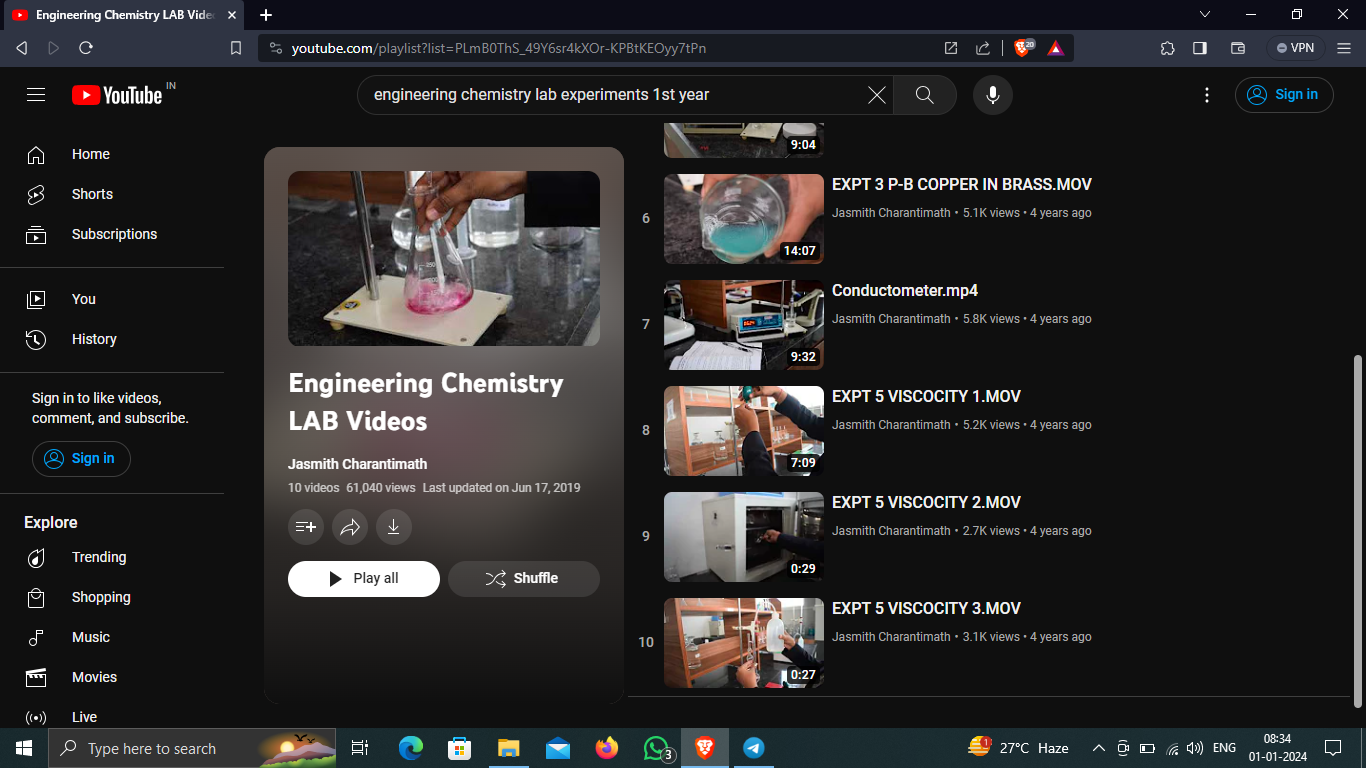 Engineering Chemistry LAB Vide
youtube.com/playlist?list=PLmB0ThS_49Y6sr4kXOr-KPBtKEOyy7tPn
20
VPN
YouTube IN
engineering chemistry lab experiments 1st year
Sign in
Home
Shorts
Subscriptions
You
History
Sign in to like videos,
comment, and subscribe.
Sign in
Explore
Trending
Shopping
Music
Movies
Live
Engineering Chemistry
LAB Videos
Jasmith Charantimath
10 videos 61,040 views Last updated on Jun 17, 2019
Play all
Shuffle
9:04
6
14:07
EXPT 3 P-B COPPER IN BRASS.MOV
Jasmith Charantimath • 5.1K views • 4 years ago
7
9:32
Conductometer.mp4
Jasmith Charantimath • 5.8K views • 4 years ago
8
7:09
EXPT 5 VISCOCITY 1.MOV
Jasmith Charantimath • 5.2K views • 4 years ago
9
0:29
EXPT 5 VISCOCITY 2.MOV
Jasmith Charantimath • 2.7K views • 4 years ago
10
0:27
EXPT 5 VISCOCITY 3.MOV
Jasmith Charantimath • 3.1K views • 4 years ago
Type here to search
3
1
27°C Haze
ENG
08:34
01-01-2024